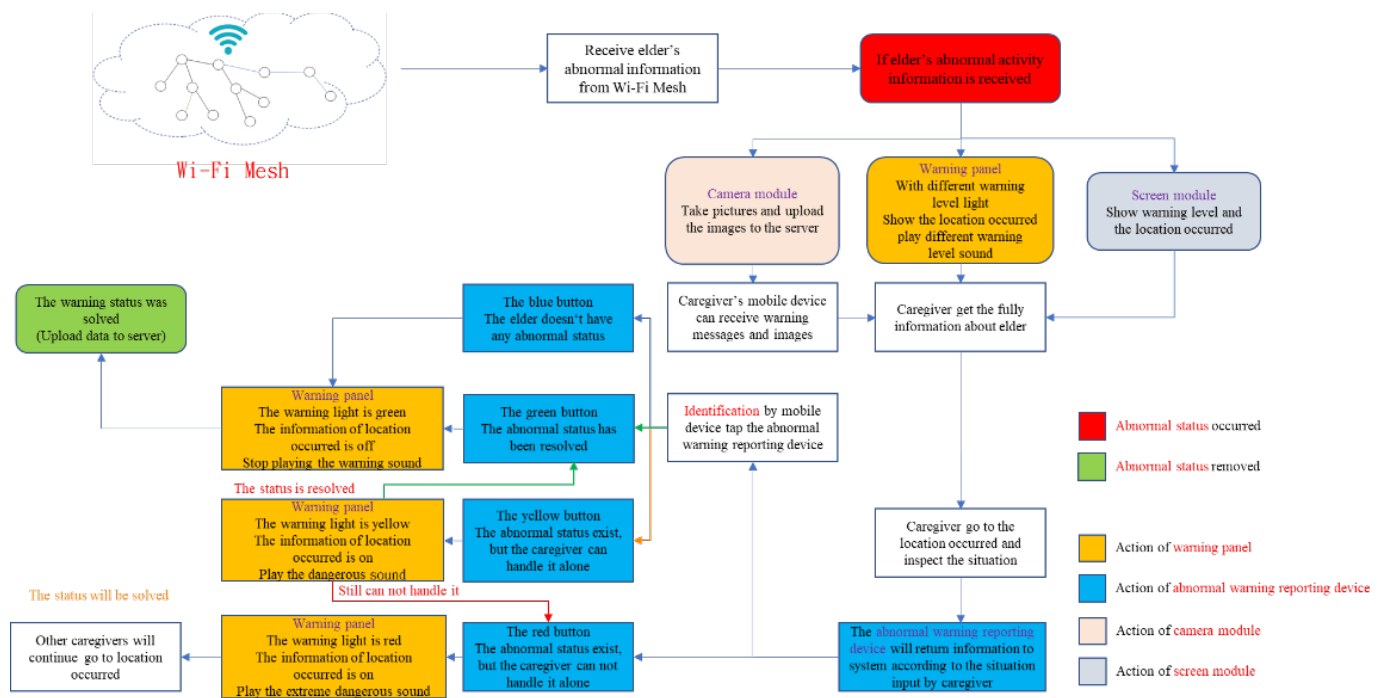 Wi-Fi Mesh
Receive elder's
abnormal information
from Wi-Fi Mesh
If elder's abnormal activity
information is received
Camera module
Take pictures and upload
the images to the server
Warning panel
With different warning
level light
Show the location occurred
play different warning
level sound
Screen module
Show warning level and
the location occurred
The warning status was
solved
(Upload data to server)
The blue button
The elder doesn't have
any abnormal status
Caregiver's mobile device
can receive warning
messages and images
Caregiver get the fully
information about elder
Warning panel
The warning light is green
The information of location
occurred is off
Stop playing the warning sound
The green button
The abnormal status has
been resolved
Identification by mobile
device tap the abnormal
warning reporting device
Abnormal status occurred
Abnormal status removed
The status is resolved
Warning panel
The warning light is yellow
The information of location
occurred is on
Play the dangerous sound
The yellow button
The abnormal status exist,
but the caregiver can
handle it alone
Caregiver go to the
location occurred and
inspect the situation
Action of warning panel
Action of abnormal warning reporting device
Action of camera module
Action of screen module
The status will be solved
Still can not handle it
Other caregivers will
continue go to location
occurred
Warning panel
The warning light is red
The information of location
occurred is on
Play the extreme dangerous sound
The red button
The abnormal status exist,
but the caregiver can not
handle it alone
The abnormal warning reporting
device will return information to
system according to the situation
input by caregiver